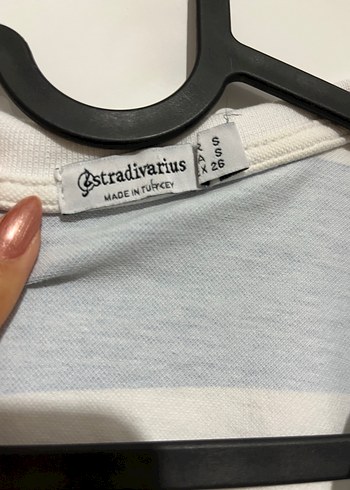 stradivarius
MADE IN TURKEY
S
S
X 26